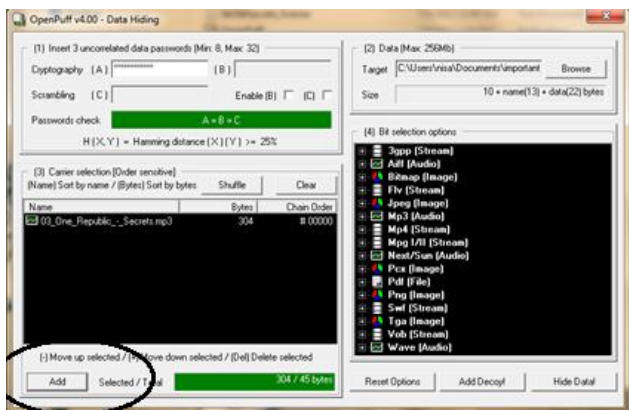 OpenPuff v4.00 - Data Hiding
(1) Insert 3 uncorrelated data passwords (Min: 8, Max: 32)
Cryptography (A)
(B)
Scrambling (C)
Enable (B) (C)
Passwords check
A = B = C
H (X,Y) = Hamming distance (X)(Y) >= 25%
(2) Data (Max: 256Mb)
Target C:\Users\nisa\Documents\important Browse
Size 10 + name(13) + data(22) bytes
(3) Carrier selection [Order sensitive]
(Name) Sort by name / (Bytes) Sort by bytes Shuffle Clear
Name Bytes Chain Order
03_One_Republic_-_Secrets.mp3 304 # 00000
(-) Move up selected / (+) Move down selected / (Del) Delete selected
Add Selected / Total 304 / 45 bytes
(4) Bit selection options
3gpp (Stream)
Aiff (Audio)
Bitmap (Image)
Flv (Stream)
Jpeg (Image)
Mp3 (Audio)
Mp4 (Stream)
Mpg I/II (Stream)
Next/Sun (Audio)
Pcx (Image)
Pdf (File)
Png (Image)
Swf (Stream)
Tga (Image)
Vob (Stream)
Wave (Audio)
Reset Options Add Decoy! Hide Data!